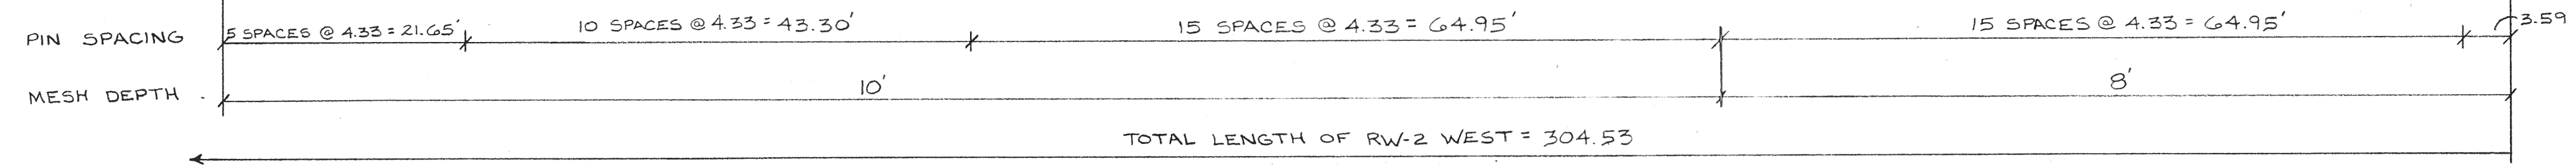 PIN SPACING 5 SPACES @ 4.33 = 21.65' 10 SPACES @ 4.33 = 43.30' 15 SPACES @ 4.33 = 64.95' 15 SPACES @ 4.33 = 64.95' 3.59
MESH DEPTH 10' 8'
TOTAL LENGTH OF RW-2 WEST = 304.53